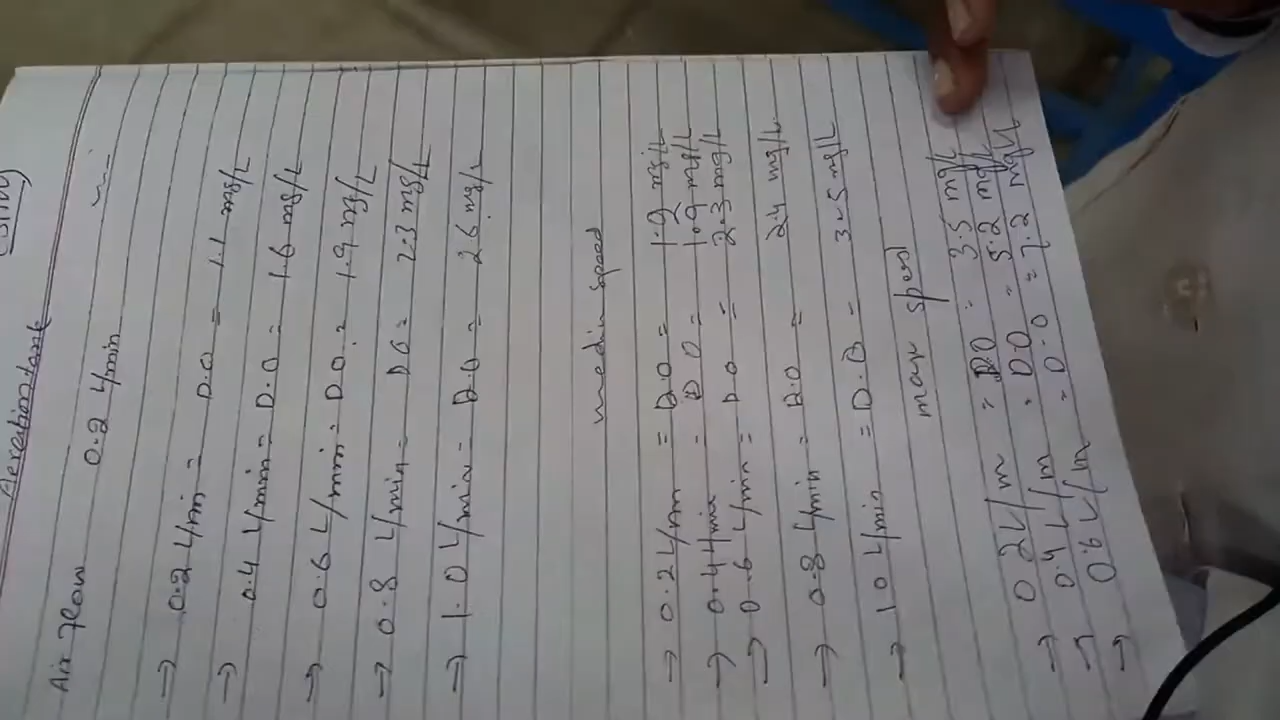 Aereation tank
Air flow 0.2 L/min min
→ 0.2 L/min = D.O = 1.1 mg/L
→ 0.4 L/min = D.O = 1.6 mg/L
→ 0.6 L/min = D.O = 1.9 mg/L
→ 0.8 L/min = D.O = 2.3 mg/L
→ 1.0 L/min = D.O = 2.6 mg/L
medium speed
→ 0.2 L/m = D.O = 1.9 mg/L
→ 0.4 L/min = D.O = 1.9 mg/L
→ 0.6 L/min = D.O = 2.3 mg/L
→ 0.8 L/min = D.O = 2.4 mg/L
→ 1.0 L/min = D.O = 3.5 mg/L
max speed
→ 0.2 L/m = D.O = 3.5 mg/L
→ 0.4 L/m = D.O = 5.2 mg/L
→ 0.6 L/m = D.O = 7.2 mg/L